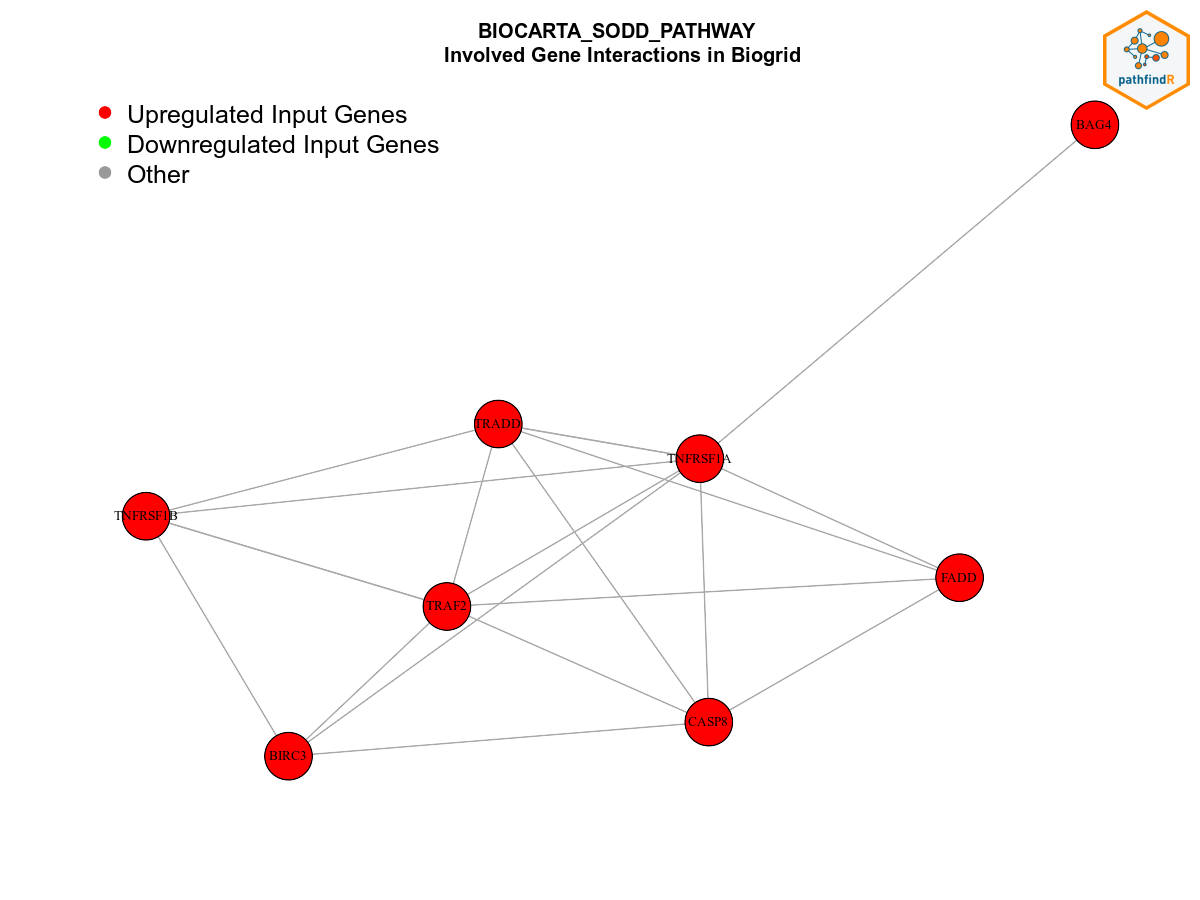 BIOCARTA_SODD_PATHWAY
Involved Gene Interactions in Biogrid
pathfindR
Upregulated Input Genes
Downregulated Input Genes
Other
BAG4
TRADD
TNFRSF1A
TNFRSF1B
FADD
TRAF2
CASP8
BIRC3